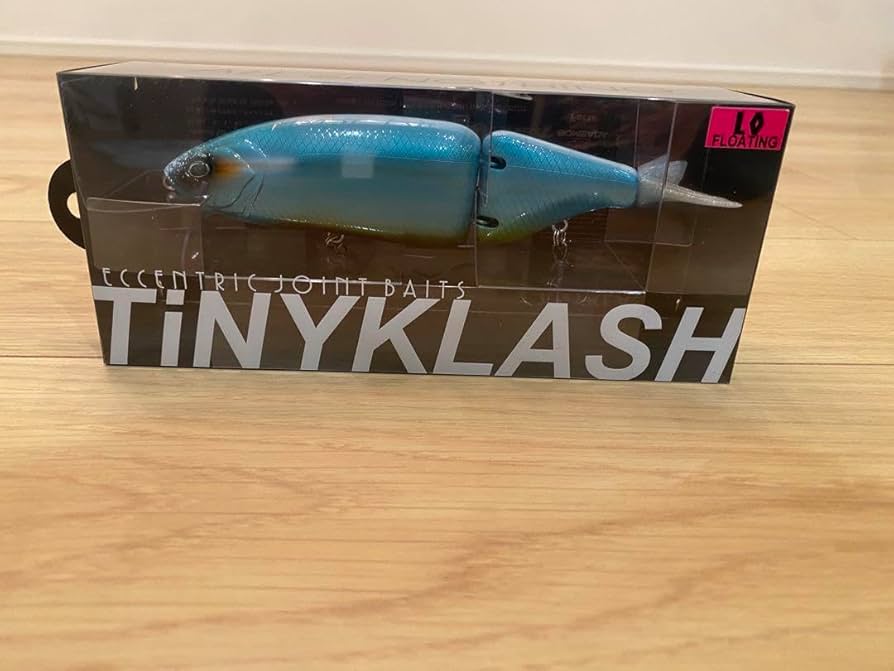 LO
FLOATING
ECCENTRIC JOINT BAITS
TiNYKLASH